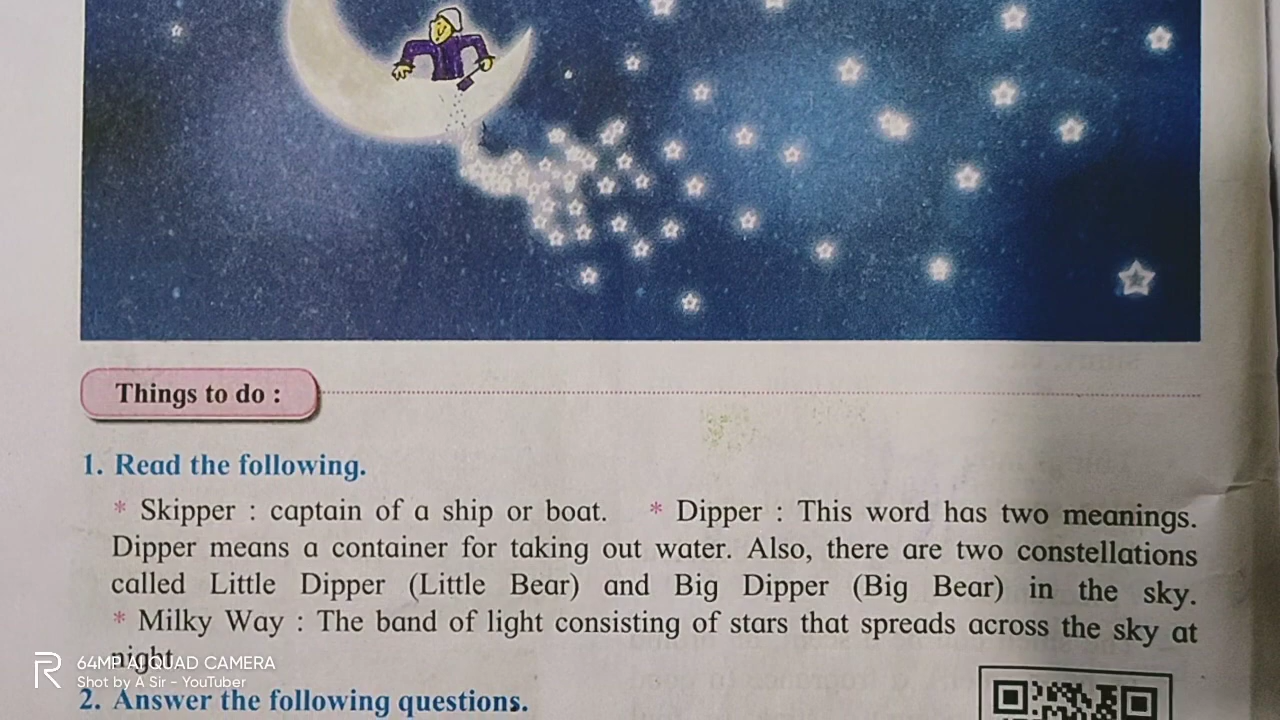 Things to do :
1. Read the following.
* Skipper : captain of a ship or boat. * Dipper : This word has two meanings.
Dipper means a container for taking out water. Also, there are two constellations
called Little Dipper (Little Bear) and Big Dipper (Big Bear) in the sky.
* Milky Way : The band of light consisting of stars that spreads across the sky at
night.
64MP AI QUAD CAMERA
Shot by A Sir - YouTuber
2. Answer the following questions.